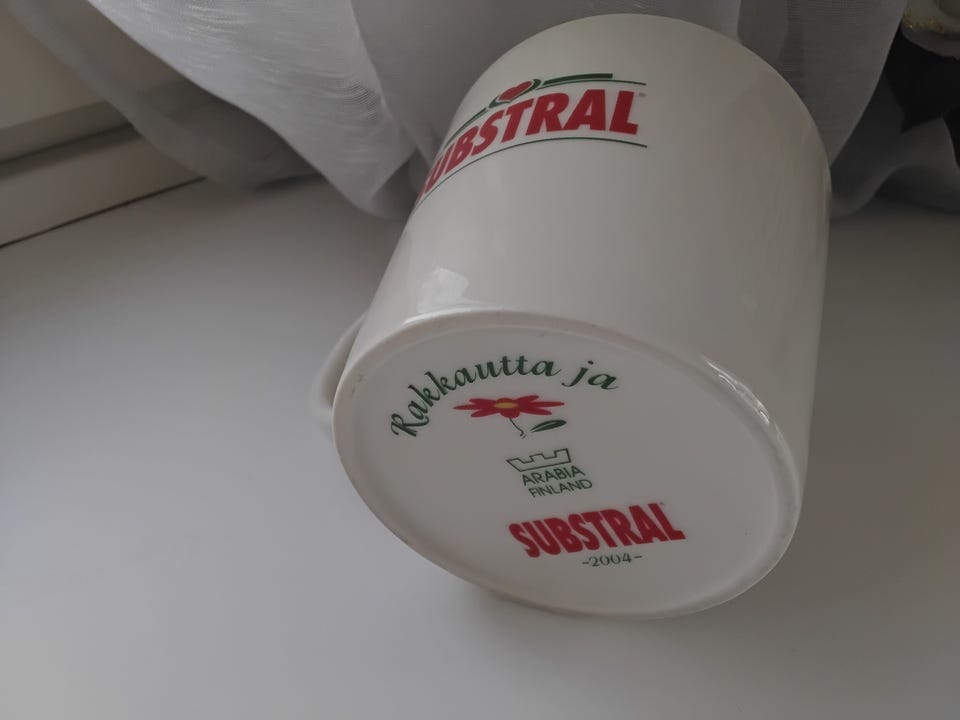 SUBSTRAL
Rakkautta ja
ARABIA
FINLAND
SUBSTRAL
-2004-